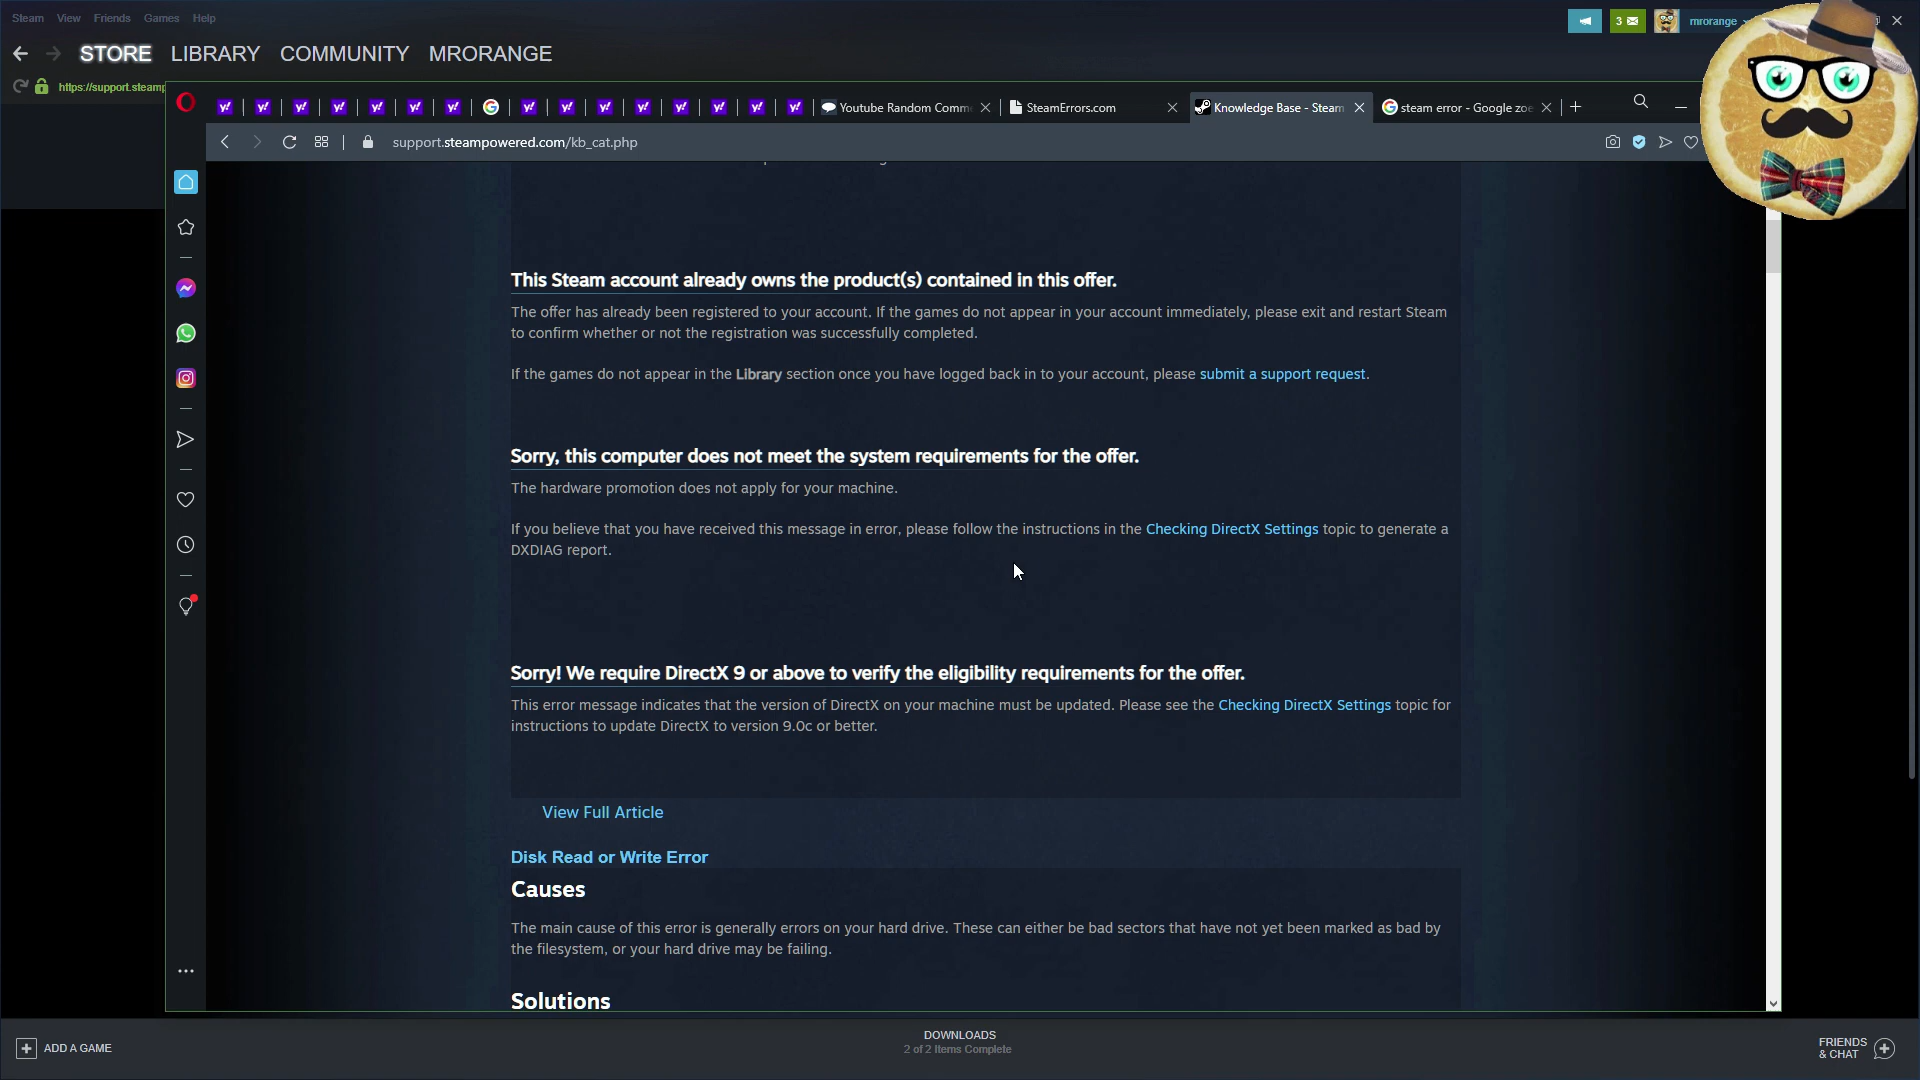 Steam View Friends Games Help
3 mrorange
STORE LIBRARY COMMUNITY MRORANGE
https://support.steamp
Youtube Random Comm SteamErrors.com Knowledge Base - Steam steam error - Google zoe
support.steampowered.com/kb_cat.php
This Steam account already owns the product(s) contained in this offer.
The offer has already been registered to your account. If the games do not appear in your account immediately, please exit and restart Steam
to confirm whether or not the registration was successfully completed.
If the games do not appear in the Library section once you have logged back in to your account, please submit a support request.
Sorry, this computer does not meet the system requirements for the offer.
The hardware promotion does not apply for your machine.
If you believe that you have received this message in error, please follow the instructions in the Checking DirectX Settings topic to generate a
DXDIAG report.
Sorry! We require DirectX 9 or above to verify the eligibility requirements for the offer.
This error message indicates that the version of DirectX on your machine must be updated. Please see the Checking DirectX Settings topic for
instructions to update DirectX to version 9.0c or better.
View Full Article
Disk Read or Write Error
Causes
The main cause of this error is generally errors on your hard drive. These can either be bad sectors that have not yet been marked as bad by
the filesystem, or your hard drive may be failing.
Solutions
ADD A GAME
DOWNLOADS
2 of 2 Items Complete
FRIENDS
& CHAT